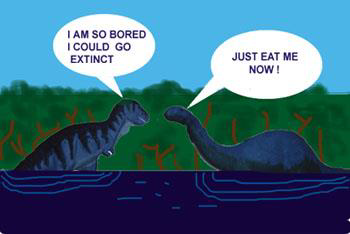 I AM SO BORED
I COULD GO
EXTINCT
JUST EAT ME
NOW !